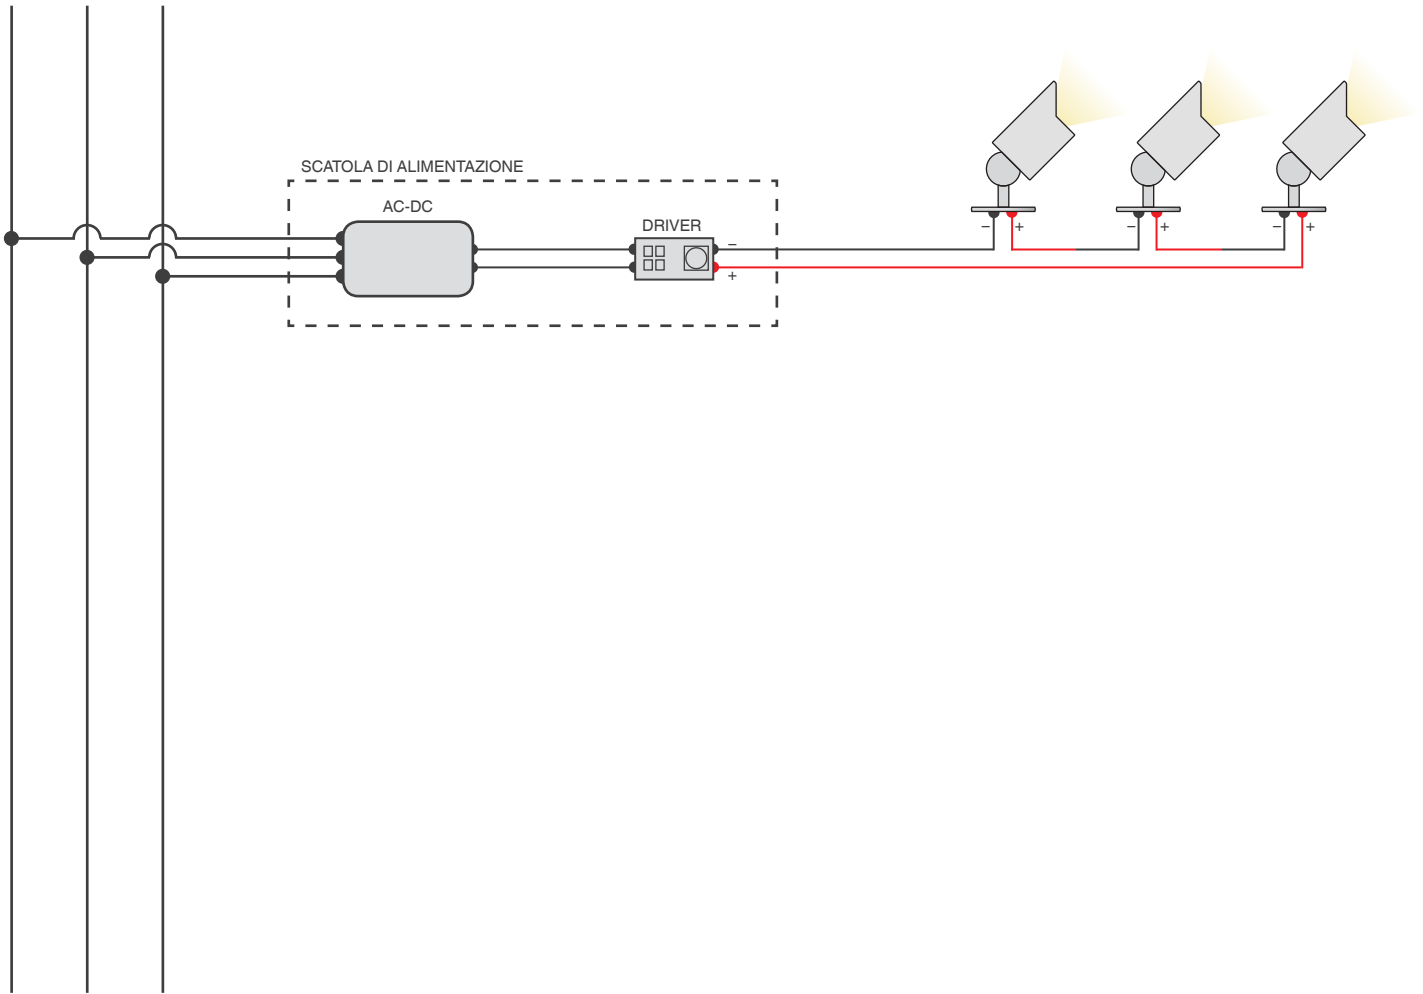 SCATOLA DI ALIMENTAZIONE
AC-DC
DRIVER
−
+
− +
− +
− +